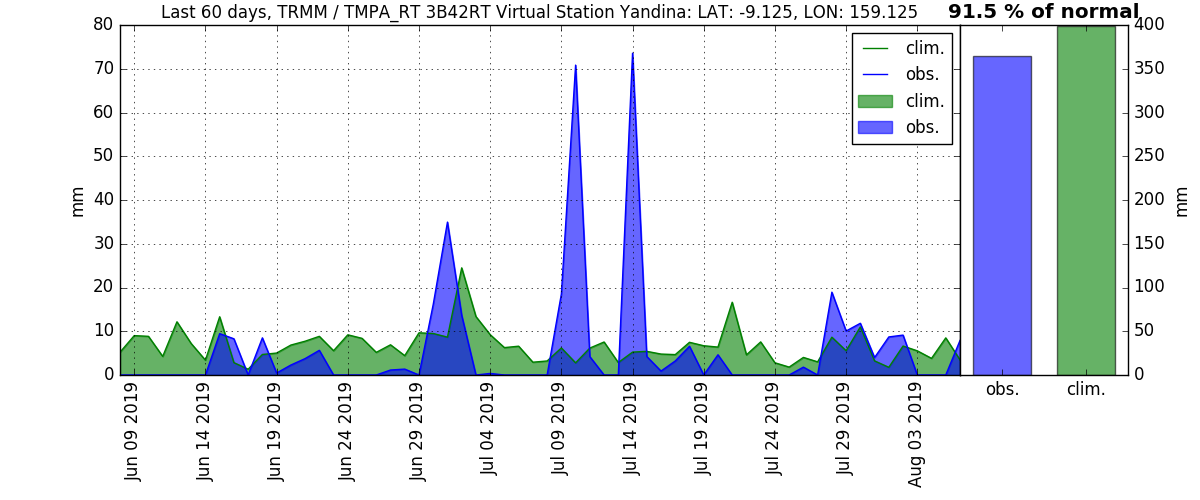 Last 60 days, TRMM / TMPA_RT 3B42RT Virtual Station Yandina: LAT: -9.125, LON: 159.125
91.5 % of normal
80
70
60
50
40
30
20
10
0
mm
clim.
obs.
clim.
obs.
400
350
300
250
200
150
100
50
0
mm
obs.
clim.
Jun 09 2019
Jun 14 2019
Jun 19 2019
Jun 24 2019
Jun 29 2019
Jul 04 2019
Jul 09 2019
Jul 14 2019
Jul 19 2019
Jul 24 2019
Jul 29 2019
Aug 03 2019